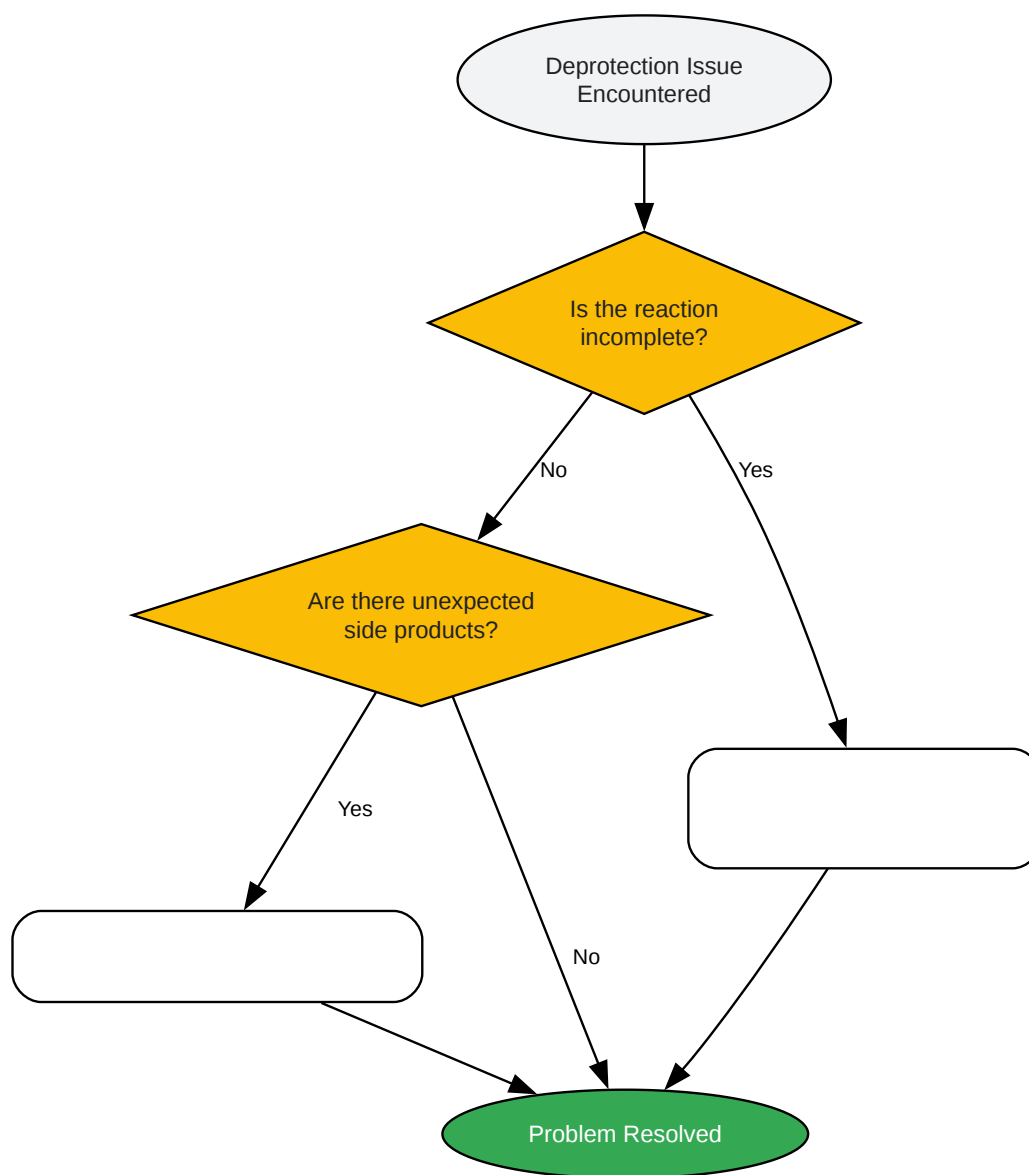 Deprotection Issue
Encountered
Is the reaction
incomplete?
No
Yes
Are there unexpected
side products?
Yes
No
Problem Resolved